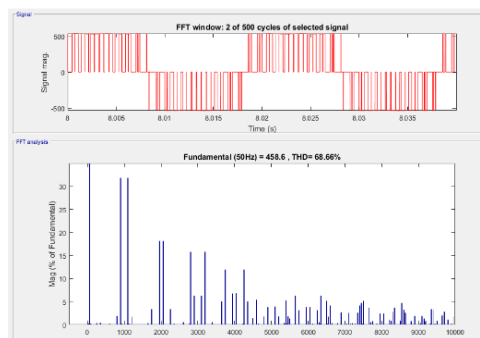 Signal
FFT window: 2 of 500 cycles of selected signal
Signal mag.
500
0
-500
8 8.005 8.01 8.015 8.02 8.025 8.03 8.035
Time (s)
FFT analysis
Fundamental (50Hz) = 458.6 , THD= 68.66%
Mag (% of Fundamental)
30
25
20
15
10
5
0
0 1000 2000 3000 4000 5000 6000 7000 8000 9000 10000